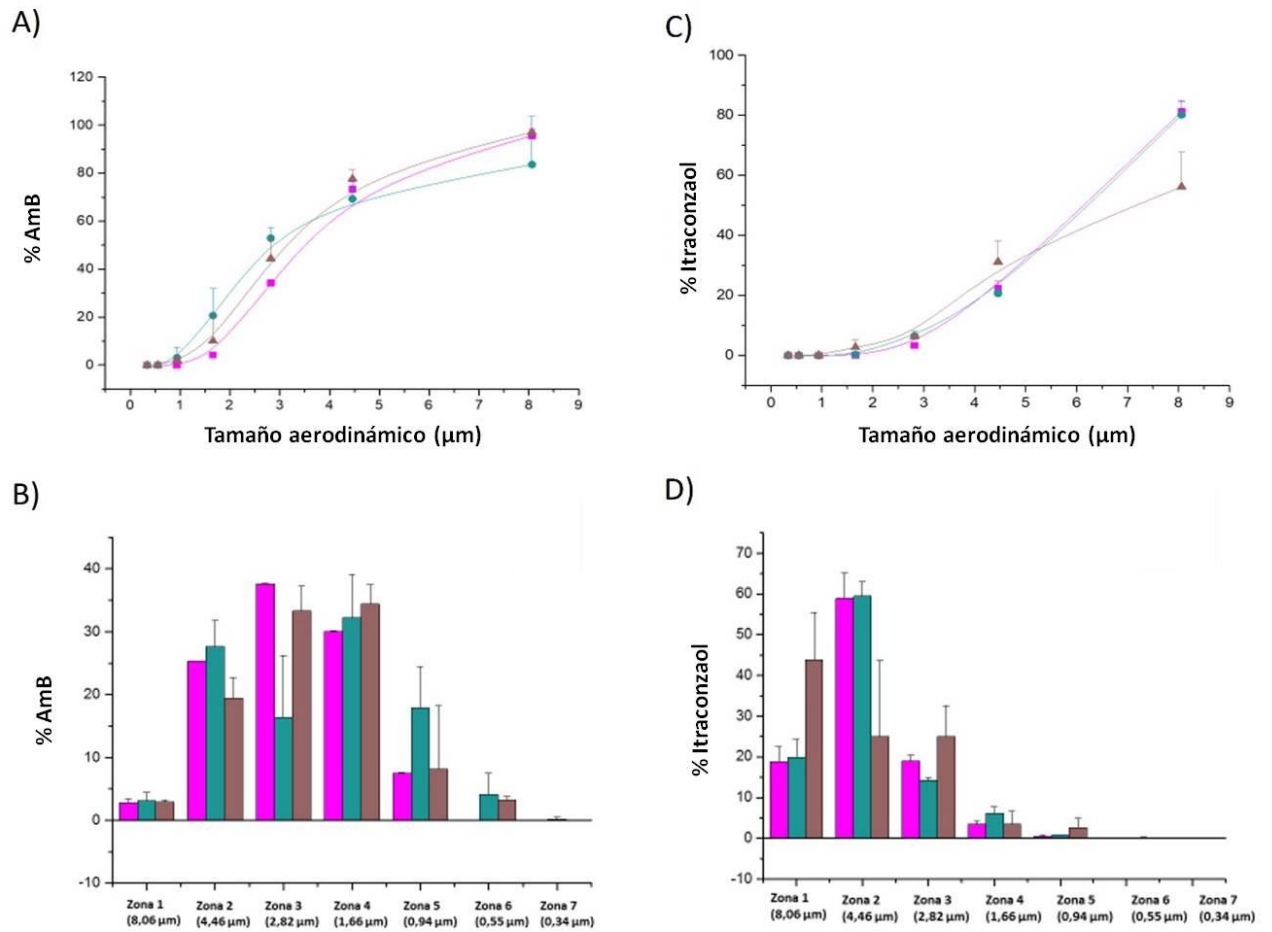 A)
120
100
80
60
40
20
0
% AmB
0 1 2 3 4 5 6 7 8 9
Tamaño aerodinámico (µm)
C)
100
80
60
40
20
0
% Itraconzaol
0 1 2 3 4 5 6 7 8 9
Tamaño aerodinámico (µm)
B)
40
30
20
10
0
-10
% AmB
Zona 1 Zona 2 Zona 3 Zona 4 Zona 5 Zona 6 Zona 7
(8,06 µm) (4,46 µm) (2,82 µm) (1,66 µm) (0,94 µm) (0,55 µm) (0,34 µm)
D)
70
60
50
40
30
20
10
0
-10
% Itraconzaol
Zona 1 Zona 2 Zona 3 Zona 4 Zona 5 Zona 6 Zona 7
(8,06 µm) (4,46 µm) (2,82 µm) (1,66 µm) (0,94 µm) (0,55 µm) (0,34 µm)